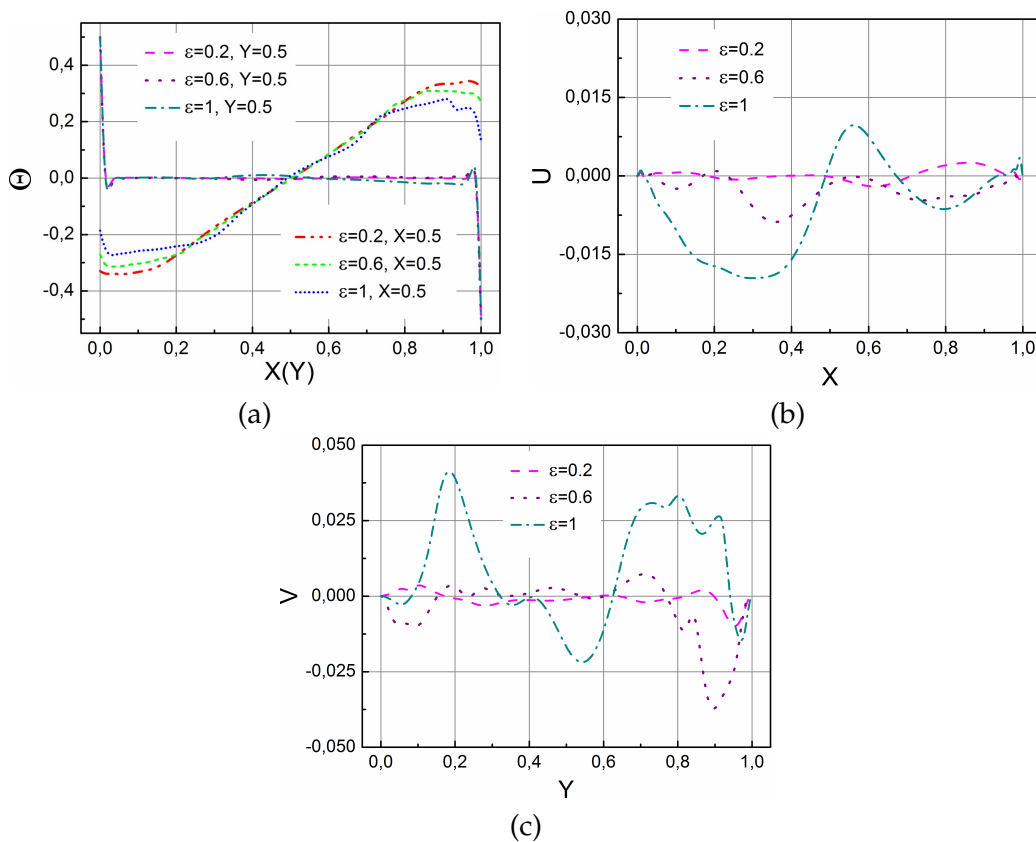 0,4
0,2
0,0
-0,2
-0,4
Θ
ε=0.2, Y=0.5
ε=0.6, Y=0.5
ε=1, Y=0.5
ε=0.2, X=0.5
ε=0.6, X=0.5
ε=1, X=0.5
0,0 0,2 0,4 0,6 0,8 1,0
X(Y)
(a)
0,030
0,015
0,000
-0,015
-0,030
U
ε=0.2
ε=0.6
ε=1
0,0 0,2 0,4 0,6 0,8 1,0
X
(b)
0,050
0,025
0,000
-0,025
-0,050
V
ε=0.2
ε=0.6
ε=1
0,0 0,2 0,4 0,6 0,8 1,0
Y
(c)